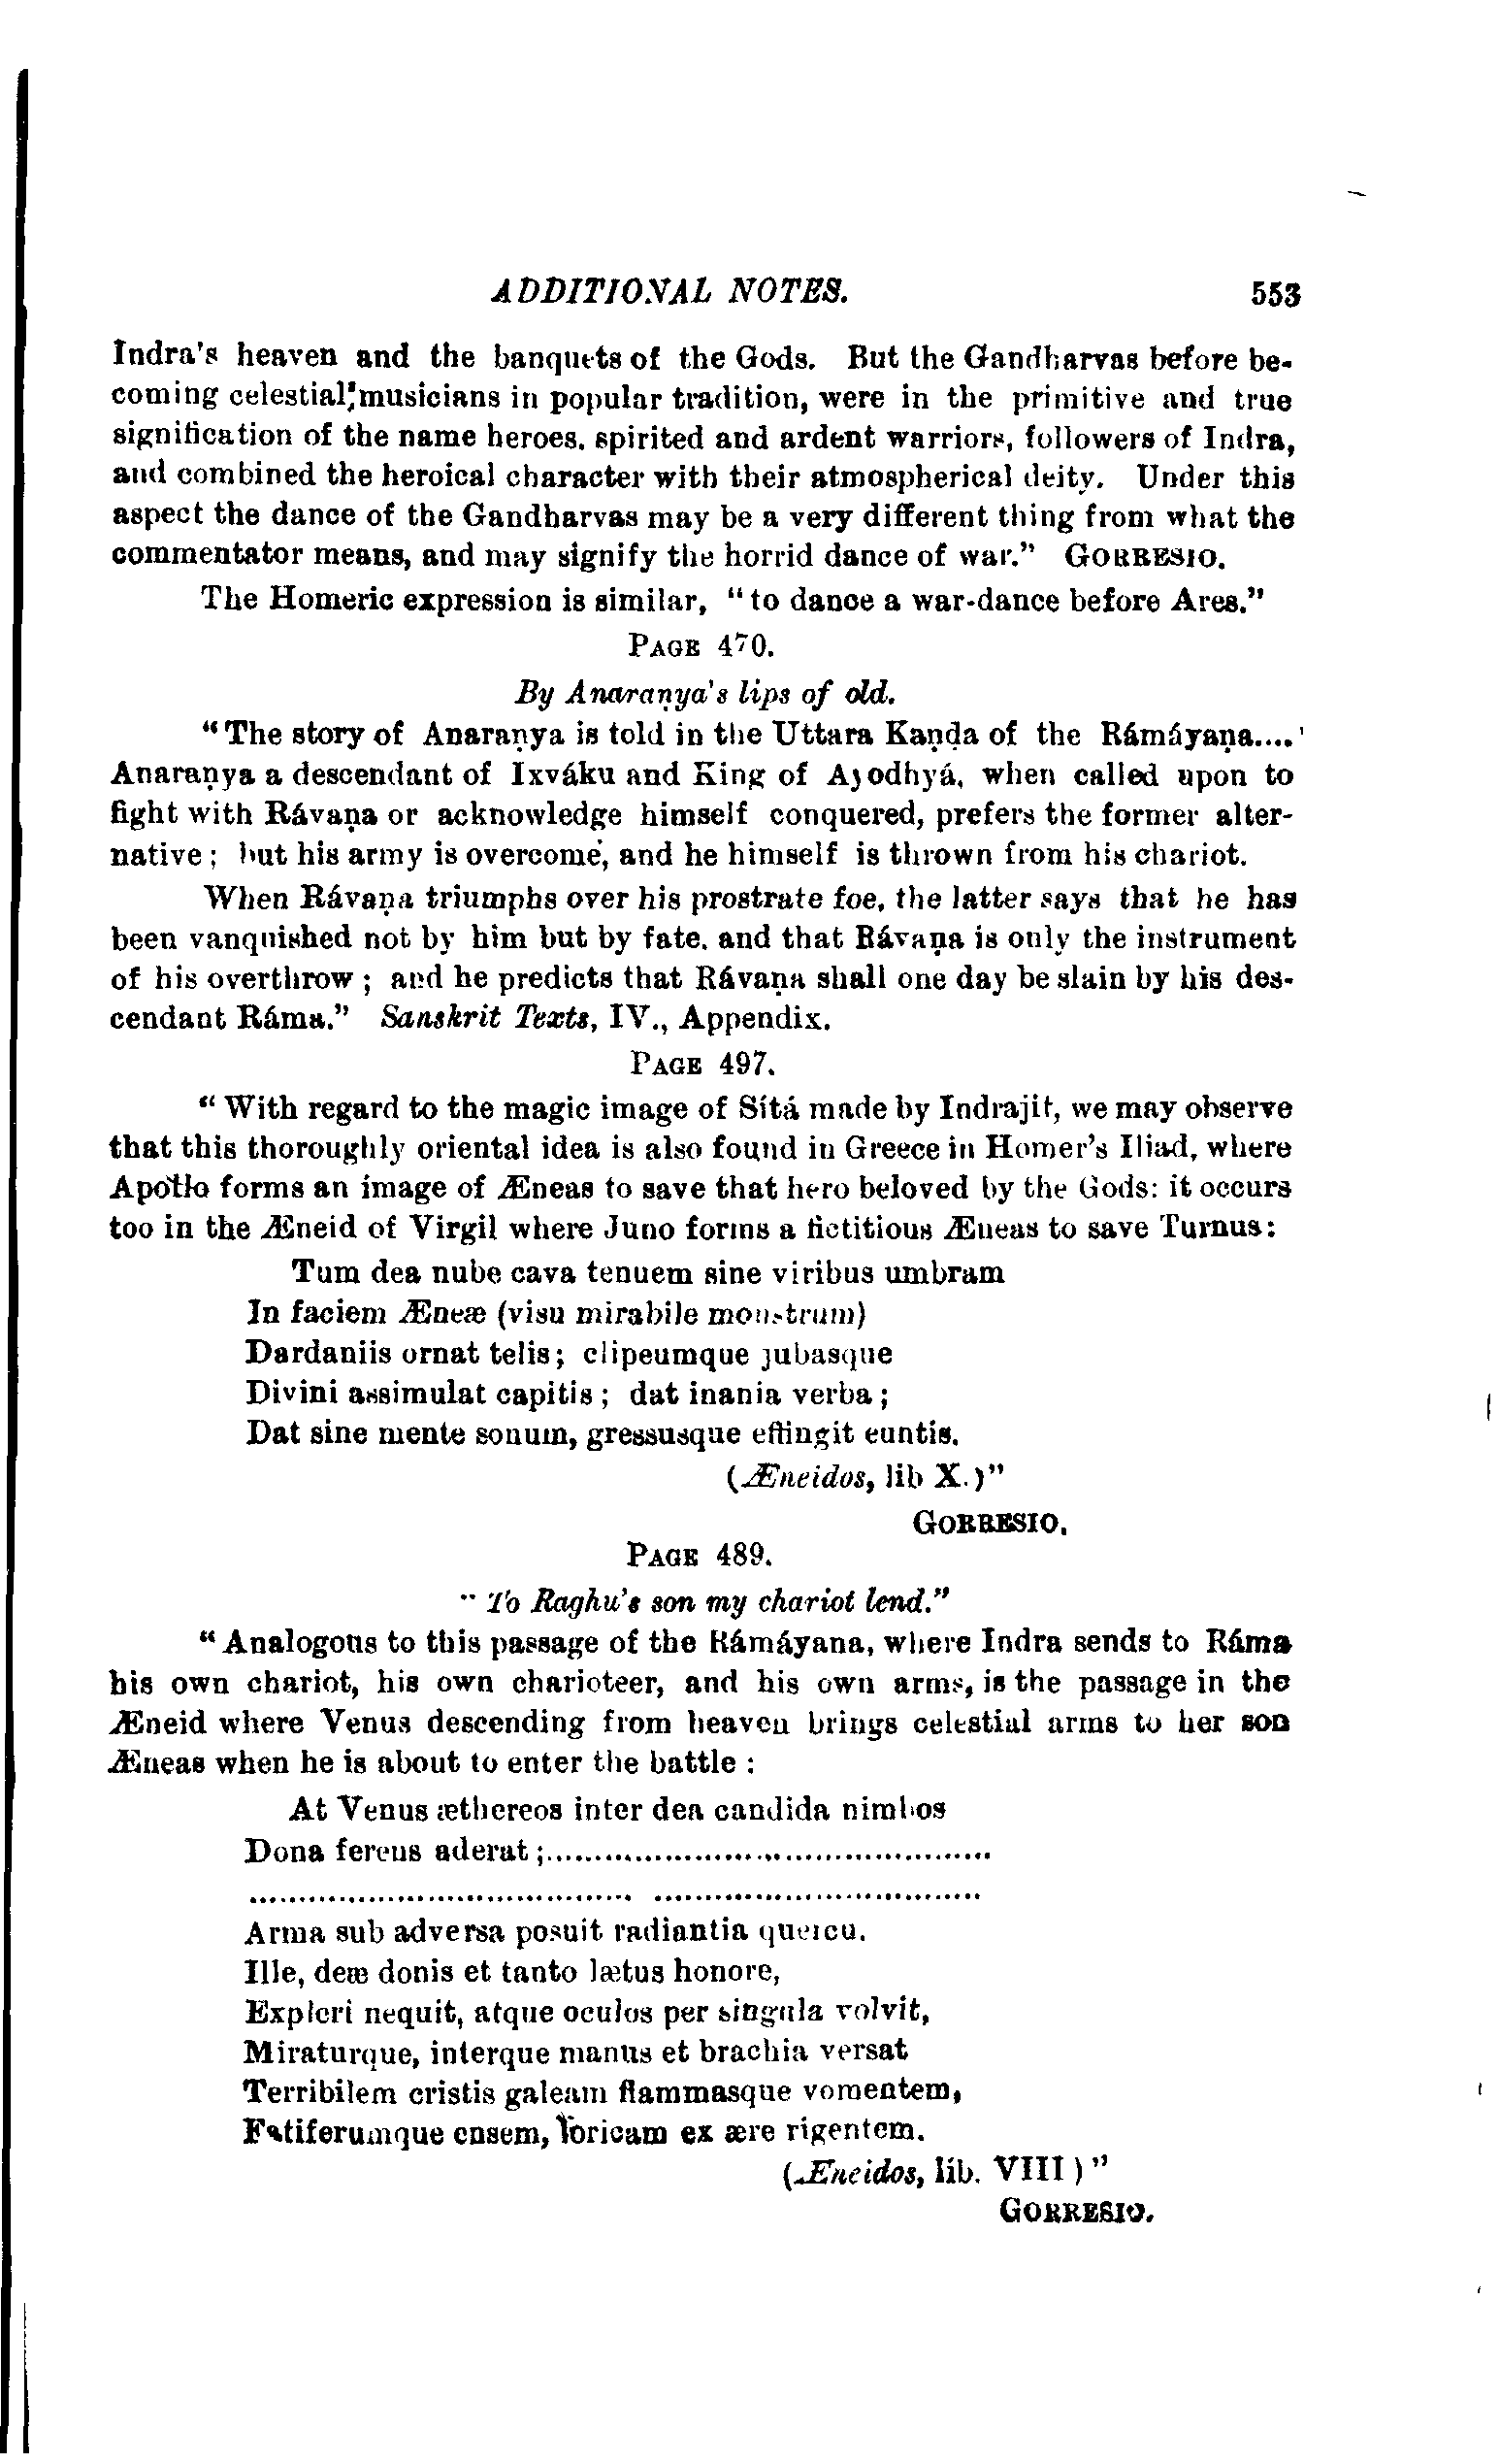 ADDITIONAL NOTES. 553
Indra's heaven and the banquets of the Gods. But the Gandharvas before be-
coming celestial musicians in popular tradition, were in the primitive and true
signification of the name heroes, spirited and ardent warriors, followers of Indra,
and combined the heroical character with their atmospherical deity. Under this
aspect the dance of the Gandharvas may be a very different thing from what the
commentator means, and may signify the horrid dance of war." GORRESIO.
The Homeric expression is similar, "to dance a war-dance before Ares."
PAGE 470.
By Anaraṇya's lips of old.
"The story of Anaraṇya is told in the Uttara Kaṇḍa of the Rámáyaṇa....'
Anaraṇya a descendant of Ixváku and King of Ayodhyá, when called upon to
fight with Rávaṇa or acknowledge himself conquered, prefers the former alter-
native; but his army is overcome, and he himself is thrown from his chariot.
When Rávaṇa triumphs over his prostrate foe, the latter says that he has
been vanquished not by him but by fate, and that Rávaṇa is only the instrument
of his overthrow; and he predicts that Rávaṇa shall one day be slain by his des-
cendant Ráma." Sanskrit Texts, IV., Appendix.
PAGE 497.
"With regard to the magic image of Sítá made by Indrajit, we may observe
that this thoroughly oriental idea is also found in Greece in Homer's Iliad, where
Apollo forms an image of Æneas to save that hero beloved by the Gods: it occurs
too in the Æneid of Virgil where Juno forms a fictitious Æneas to save Turnus:
Tum dea nube cava tenuem sine viribus umbram
In faciem Æneæ (visu mirabile monstrum)
Dardaniis ornat telis; clipeumque jubasque
Divini assimulat capitis; dat inania verba;
Dat sine mente sonum, gressusque effingit euntis.
(Æneidos, lib X.)"
GORRESIO.
PAGE 489.
"To Raghu's son my chariot lend."
"Analogous to this passage of the Rámáyana, where Indra sends to Ráma
his own chariot, his own charioteer, and his own arms, is the passage in the
Æneid where Venus descending from heaven brings celestial arms to her son
Æneas when he is about to enter the battle:
At Venus æthereos inter dea candida nimbos
Dona ferens aderat;.............................................
....................................... .................................
Arma sub adversa posuit radiantia quercu.
Ille, deæ donis et tanto lætus honore,
Expleri nequit, atque oculos per singula volvit,
Miraturque, interque manus et brachia versat
Terribilem cristis galeam flammasque vomentem,
Fatiferumque ensem, loricam ex ære rigentem.
(Æneidos, lib. VIII)"
GORRESIO.